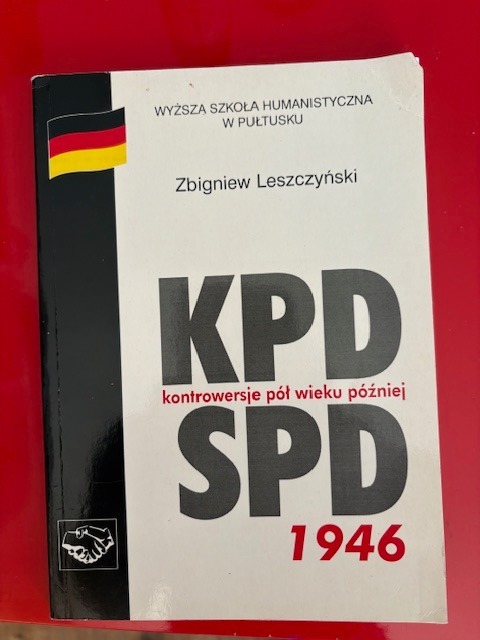 WYŻSZA SZKOŁA HUMANISTYCZNA
W PUŁTUSKU
Zbigniew Leszczyński
KPD
kontrowersje pół wieku później
SPD
1946